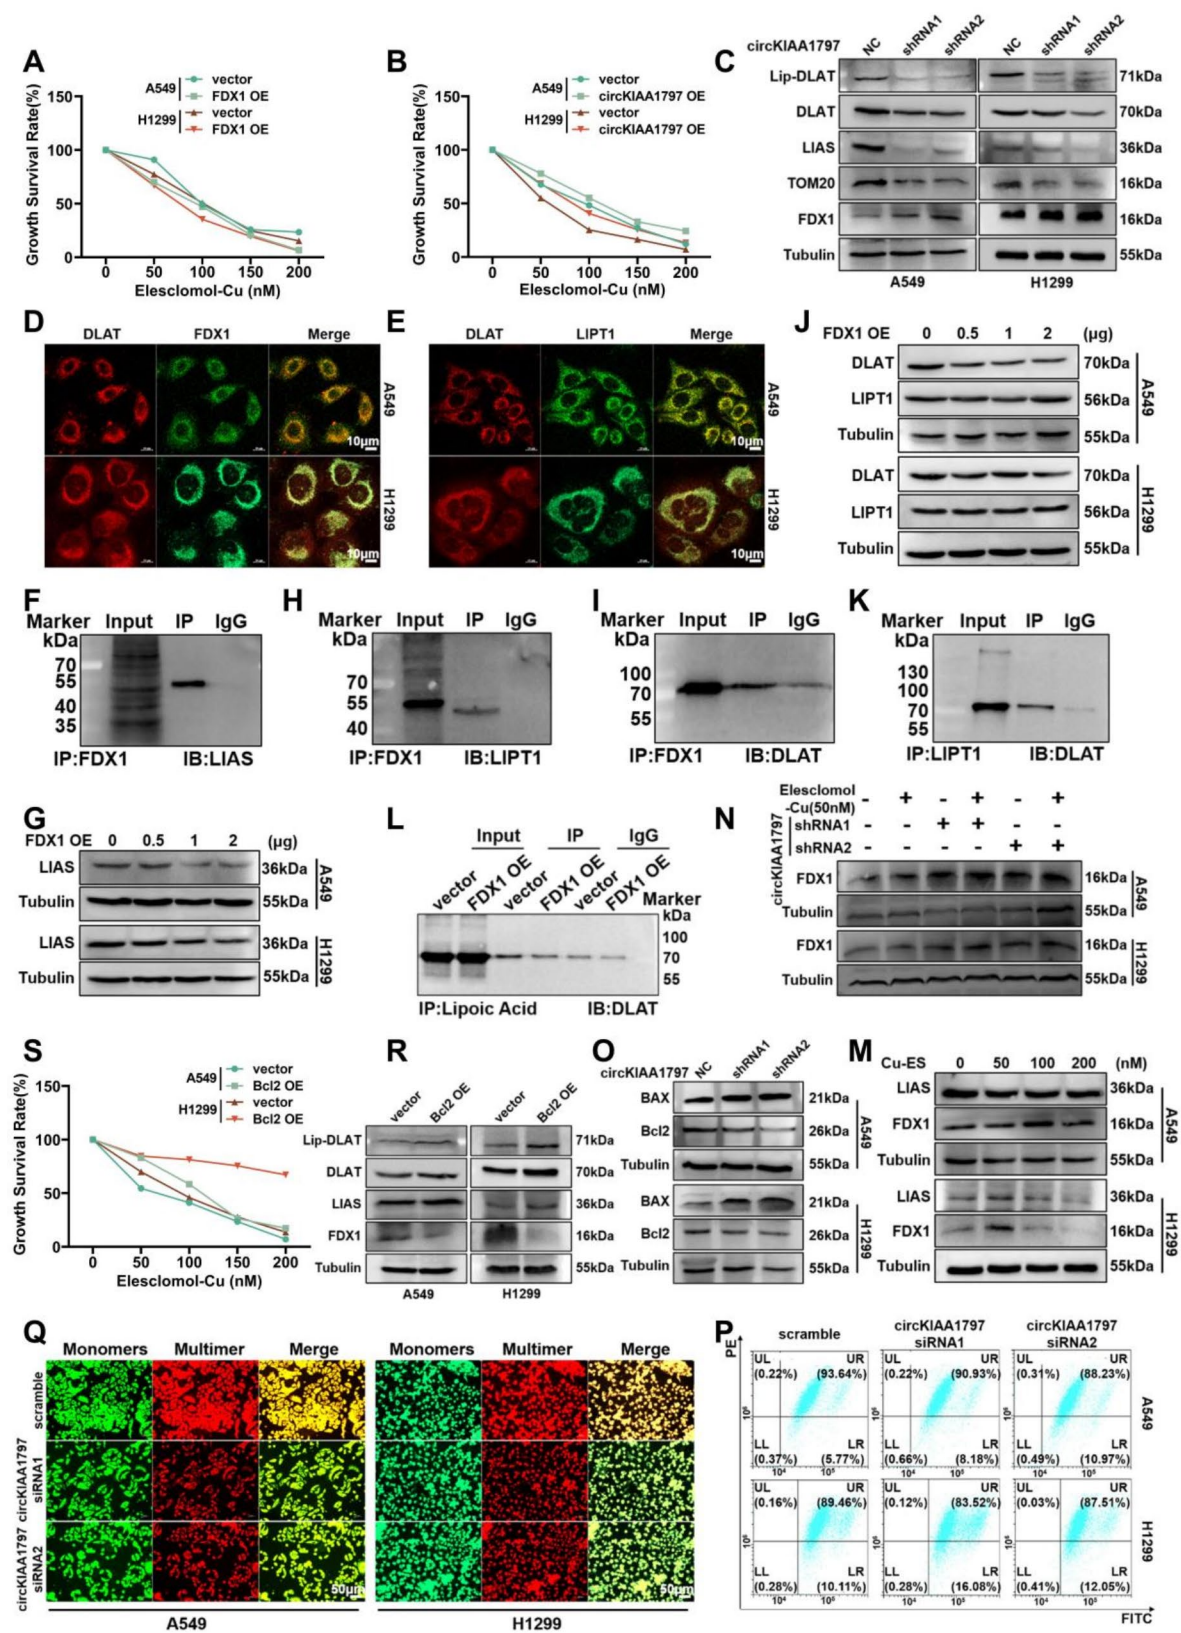 A
A549
vector
FDX1 OE
H1299
vector
FDX1 OE
Growth Survival Rate(%)
150
100
50
0
0 50 100 150 200
Elesclomol-Cu (nM)
B
A549
vector
circKIAA1797 OE
H1299
vector
circKIAA1797 OE
Growth Survival Rate(%)
150
100
50
0
0 50 100 150 200
Elesclomol-Cu (nM)
C
circKIAA1797 NC shRNA1 shRNA2 NC shRNA1 shRNA2
Lip-DLAT 71kDa
DLAT 70kDa
LIAS 36kDa
TOM20 16kDa
FDX1 16kDa
Tubulin 55kDa
A549 H1299
D
DLAT FDX1 Merge
A549
10μm
H1299
10μm
E
DLAT LIPT1 Merge
A549
10μm
H1299
10μm
J
FDX1 OE 0 0.5 1 2 (μg)
DLAT 70kDa
LIPT1 56kDa
Tubulin 55kDa
A549
DLAT 70kDa
LIPT1 56kDa
Tubulin 55kDa
H1299
F
Marker Input IP IgG
kDa
70
55
40
35
IP:FDX1 IB:LIAS
H
Marker Input IP IgG
kDa
70
55
40
IP:FDX1 IB:LIPT1
I
Marker Input IP IgG
kDa
100
70
55
IP:FDX1 IB:DLAT
K
Marker Input IP IgG
kDa
130
100
70
55
IP:LIPT1 IB:DLAT
G
FDX1 OE 0 0.5 1 2 (μg)
LIAS 36kDa
Tubulin 55kDa
A549
LIAS 36kDa
Tubulin 55kDa
H1299
L
Input IP IgG
vector FDX1 OE vector FDX1 OE vector FDX1 OE
Marker
kDa
100
70
55
IP:Lipoic Acid IB:DLAT
N
Elesclomol
-Cu(50nM) - + - + - +
circKIAA1797
shRNA1 - - + + - -
shRNA2 - - - - + +
FDX1 16kDa
Tubulin 55kDa
A549
FDX1 16kDa
Tubulin 55kDa
H1299
S
A549
vector
Bcl2 OE
H1299
vector
Bcl2 OE
Growth Survival Rate(%)
150
100
50
0
0 50 100 150 200
Elesclomol-Cu (nM)
R
vector Bcl2 OE vector Bcl2 OE
Lip-DLAT 71kDa
DLAT 70kDa
LIAS 36kDa
FDX1 16kDa
Tubulin 55kDa
A549 H1299
O
circKIAA1797 NC shRNA1 shRNA2
BAX 21kDa
Bcl2 26kDa
Tubulin 55kDa
A549
BAX 21kDa
Bcl2 26kDa
Tubulin 55kDa
H1299
M
Cu-ES 0 50 100 200 (nM)
LIAS 36kDa
FDX1 16kDa
Tubulin 55kDa
A549
LIAS 36kDa
FDX1 16kDa
Tubulin 55kDa
H1299
Q
Monomers Multimer Merge Monomers Multimer Merge
scramble
circKIAA1797
siRNA1
circKIAA1797
siRNA2
50μm 50μm
A549 H1299
P
PE
scramble
circKIAA1797
siRNA1
circKIAA1797
siRNA2
UL UR UL UR UL UR
(0.22%) (93.64%) (0.22%) (90.93%) (0.31%) (88.23%)
LL LR LL LR LL LR
(0.37%) (5.77%) (0.66%) (8.18%) (0.49%) (10.97%)
A549
UL UR UL UR UL UR
(0.16%) (89.46%) (0.12%) (83.52%) (0.03%) (87.51%)
LL LR LL LR LL LR
(0.28%) (10.11%) (0.28%) (16.08%) (0.41%) (12.05%)
H1299
FITC